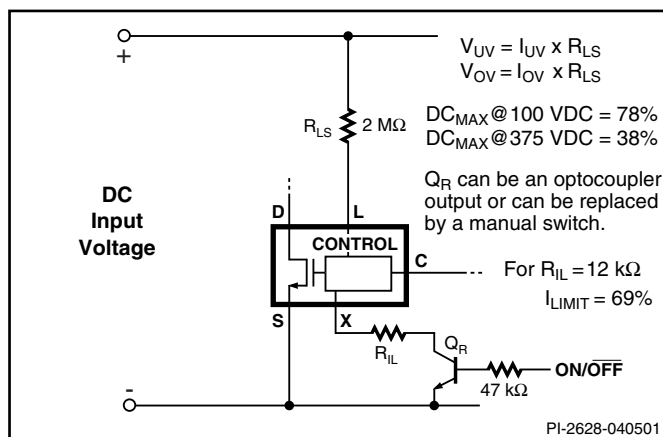 +
V_UV = I_UV x R_LS
V_OV = I_OV x R_LS
R_LS 2 MΩ
DC_MAX@100 VDC = 78%
DC_MAX@375 VDC = 38%
DC
Input
Voltage
Q_R can be an optocoupler
output or can be replaced
by a manual switch.
D L
CONTROL
C
For R_IL = 12 kΩ
I_LIMIT = 69%
S X
R_IL
Q_R
47 kΩ
ON/O̅F̅F̅
-
PI-2628-040501